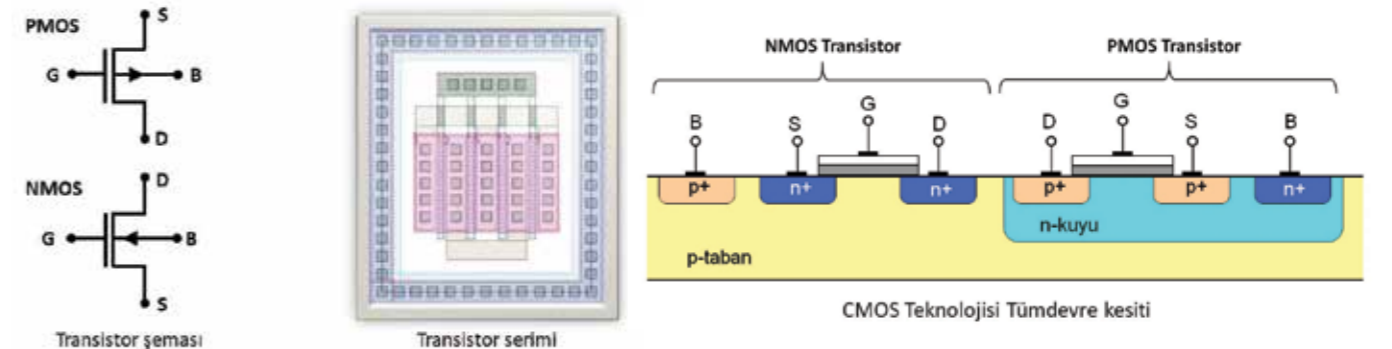 PMOS
S
G
B
D
NMOS
D
G
B
S
Transistor şeması
Transistor serimi
NMOS Transistor
PMOS Transistor
B
S
G
D
D
G
S
B
p+
n+
n+
p+
p+
n+
n-kuyu
p-taban
CMOS Teknolojisi Tümdevre kesiti